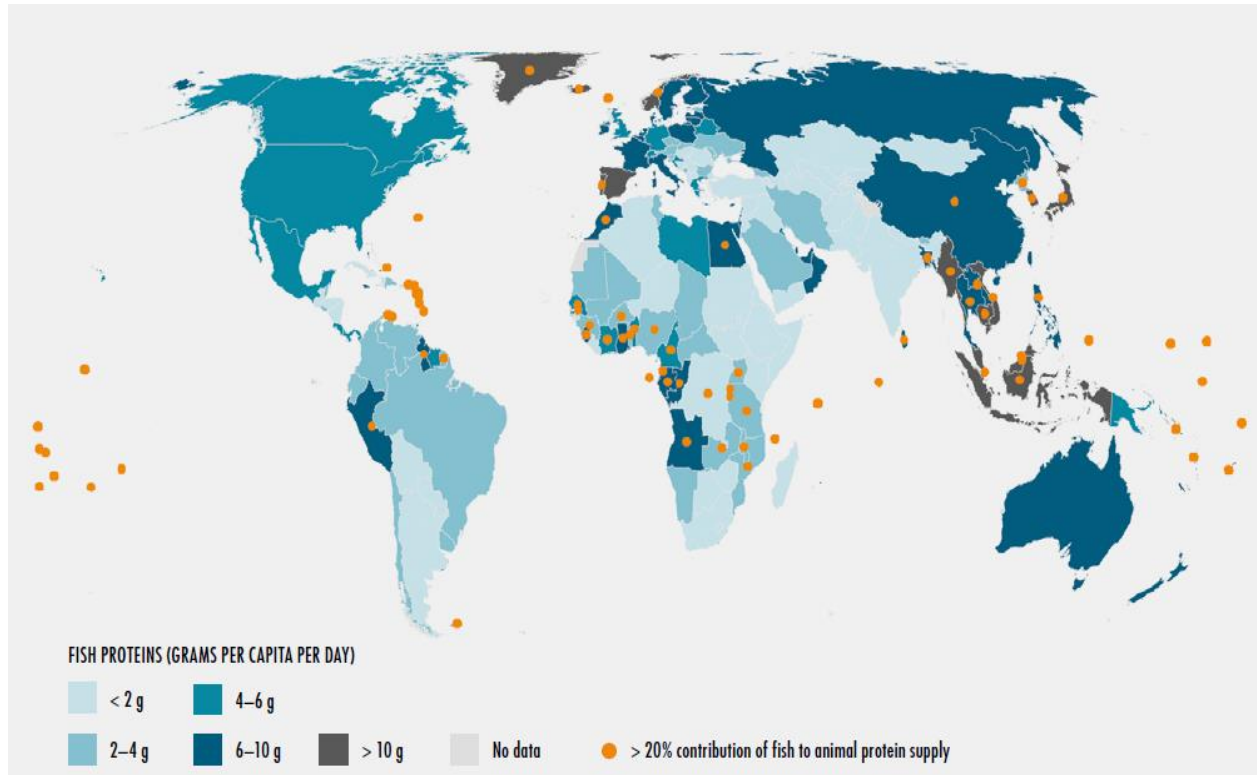 FISH PROTEINS (GRAMS PER CAPITA PER DAY)
< 2 g
4–6 g
2–4 g
6–10 g
> 10 g
No data
> 20% contribution of fish to animal protein supply